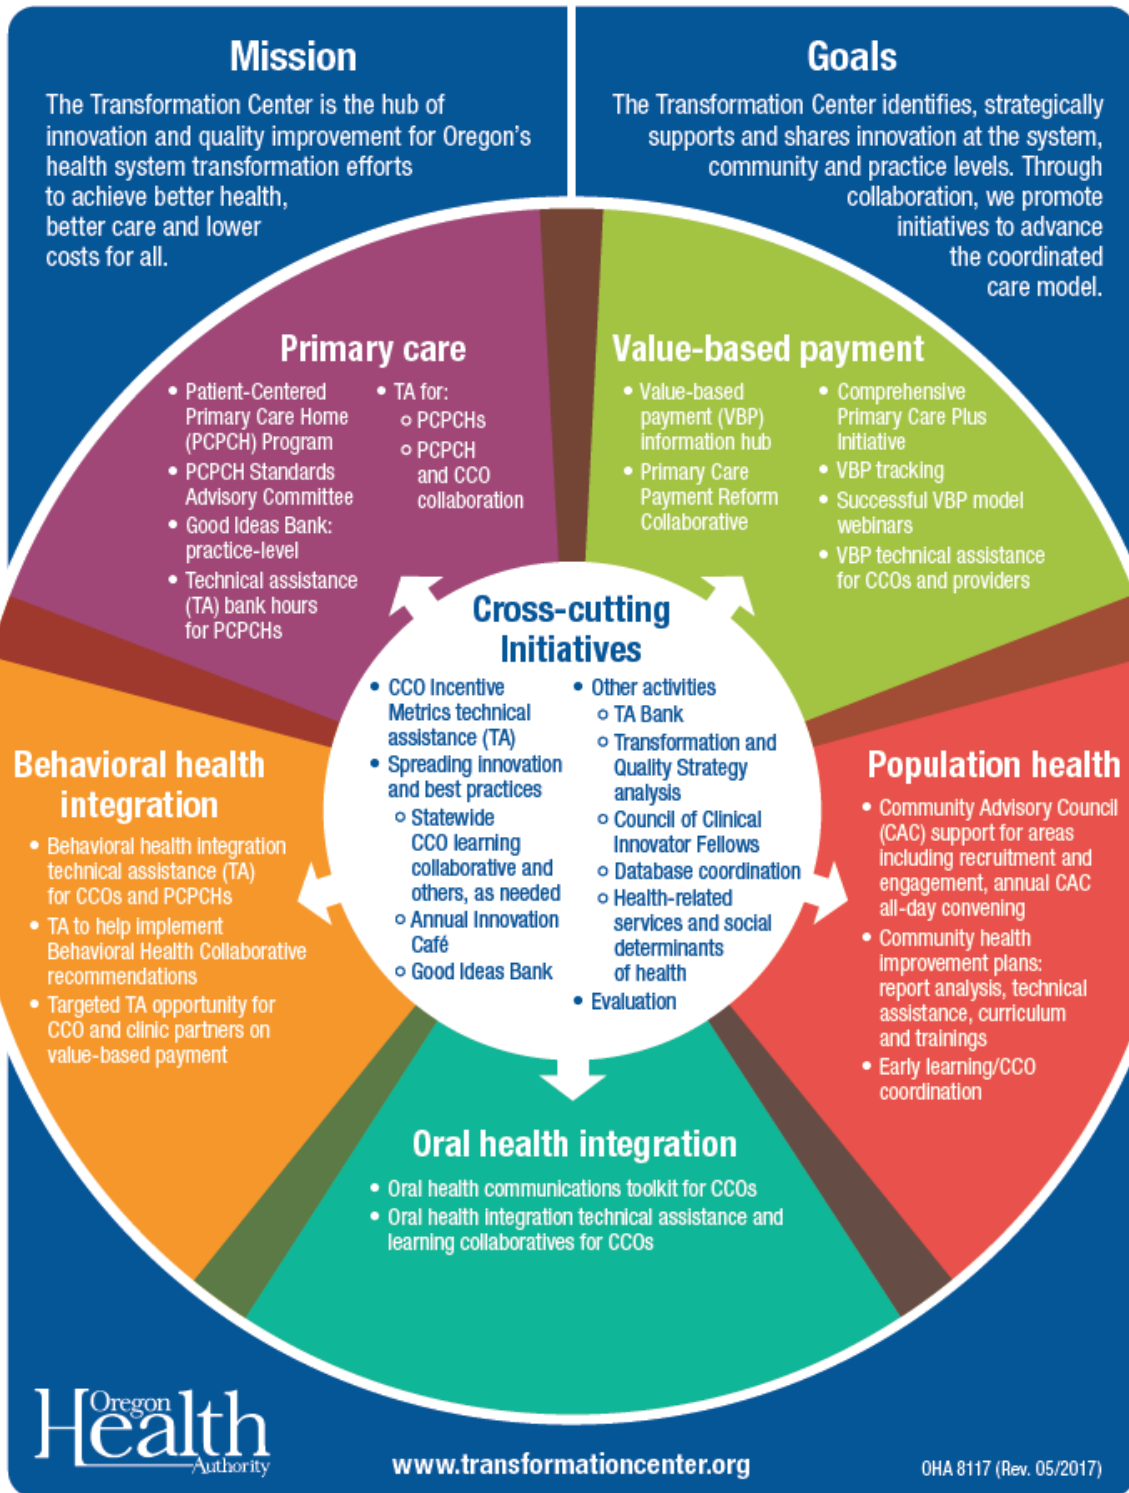 Mission
The Transformation Center is the hub of
innovation and quality improvement for Oregon's
health system transformation efforts
to achieve better health,
better care and lower
costs for all.
Goals
The Transformation Center identifies, strategically
supports and shares innovation at the system,
community and practice levels. Through
collaboration, we promote
initiatives to advance
the coordinated
care model.
Primary care
• Patient-Centered
Primary Care Home
(PCPCH) Program
• PCPCH Standards
Advisory Committee
• Good Ideas Bank:
practice-level
• Technical assistance
(TA) bank hours
for PCPCHs
• TA for:
○ PCPCHs
○ PCPCH
and CCO
collaboration
Value-based payment
• Value-based
payment (VBP)
information hub
• Primary Care
Payment Reform
Collaborative
• Comprehensive
Primary Care Plus
Initiative
• VBP tracking
• Successful VBP model
webinars
• VBP technical assistance
for CCOs and providers
Cross-cutting
Initiatives
• CCO Incentive
Metrics technical
assistance (TA)
• Spreading innovation
and best practices
○ Statewide
CCO learning
collaborative and
others, as needed
○ Annual Innovation
Café
○ Good Ideas Bank
• Other activities
○ TA Bank
○ Transformation and
Quality Strategy
analysis
○ Council of Clinical
Innovator Fellows
○ Database coordination
○ Health-related
services and social
determinants
of health
• Evaluation
Behavioral health
integration
• Behavioral health integration
technical assistance (TA)
for CCOs and PCPCHs
• TA to help implement
Behavioral Health Collaborative
recommendations
• Targeted TA opportunity for
CCO and clinic partners on
value-based payment
Population health
• Community Advisory Council
(CAC) support for areas
including recruitment and
engagement, annual CAC
all-day convening
• Community health
improvement plans:
report analysis, technical
assistance, curriculum
and trainings
• Early learning/CCO
coordination
Oral health integration
• Oral health communications toolkit for CCOs
• Oral health integration technical assistance and
learning collaboratives for CCOs
Oregon
Health
Authority
www.transformationcenter.org
OHA 8117 (Rev. 05/2017)